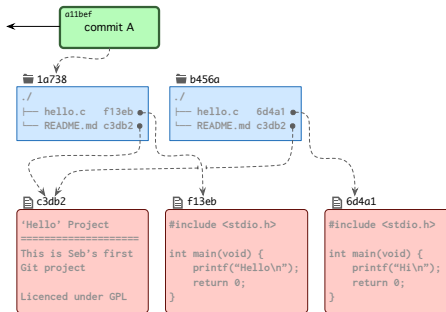 a11bef
commit A
1a738
./
├── hello.c f13eb
└── README.md c3db2
b456a
./
├── hello.c 6d4a1
└── README.md c3db2
c3db2
‘Hello’ Project
====================
This is Seb’s first
Git project
Licenced under GPL
f13eb
#include <stdio.h>
int main(void) {
printf(“Hello\n”);
return 0;
}
6d4a1
#include <stdio.h>
int main(void) {
printf(“Hi\n”);
return 0;
}